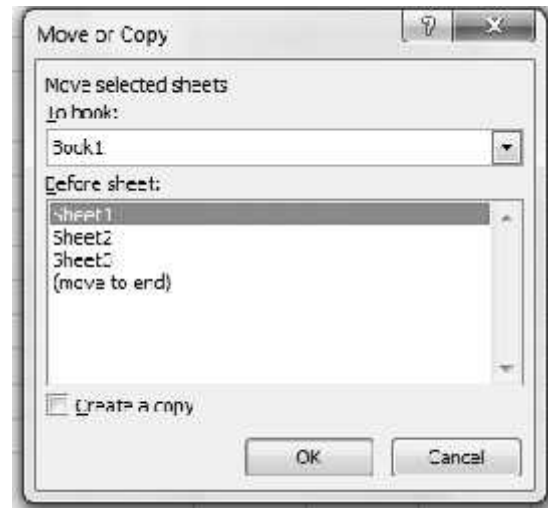 Move or Copy
Move selected sheets
To book:
Book1
Before sheet:
Sheet1
Sheet2
Sheet3
(move to end)
Create a copy
OK
Cancel